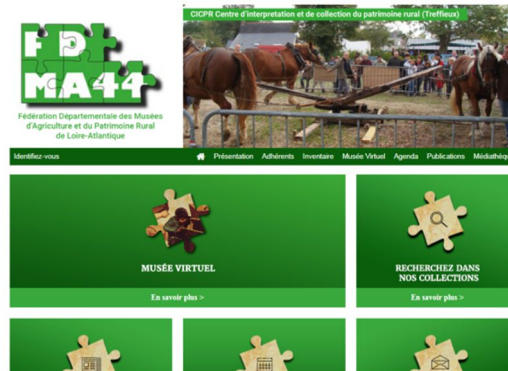 CICPR Centre d'interpretation et de collection du patrimoine rural (Treffieux)
FD
MA44
Fédération Départementale des Musées
d'Agriculture et du Patrimoine Rural
de Loire-Atlantique
Identifiez-vous
Présentation Adhérents Inventaire Musée Virtuel Agenda Publications Médiathèqu
MUSÉE VIRTUEL
En savoir plus >
RECHERCHEZ DANS
NOS COLLECTIONS
En savoir plus >